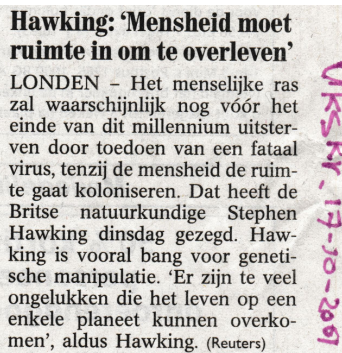 Hawking: ‘Mensheid moet
ruimte in om te overleven’
LONDEN – Het menselijke ras
zal waarschijnlijk nog vóór het
einde van dit millennium uitster-
ven door toedoen van een fataal
virus, tenzij de mensheid de ruim-
te gaat koloniseren. Dat heeft de
Britse natuurkundige Stephen
Hawking dinsdag gezegd. Haw-
king is vooral bang voor geneti-
sche manipulatie. ‘Er zijn te veel
ongelukken die het leven op een
enkele planeet kunnen overko-
men’, aldus Hawking. (Reuters)
VKSKr. 17-10-2001